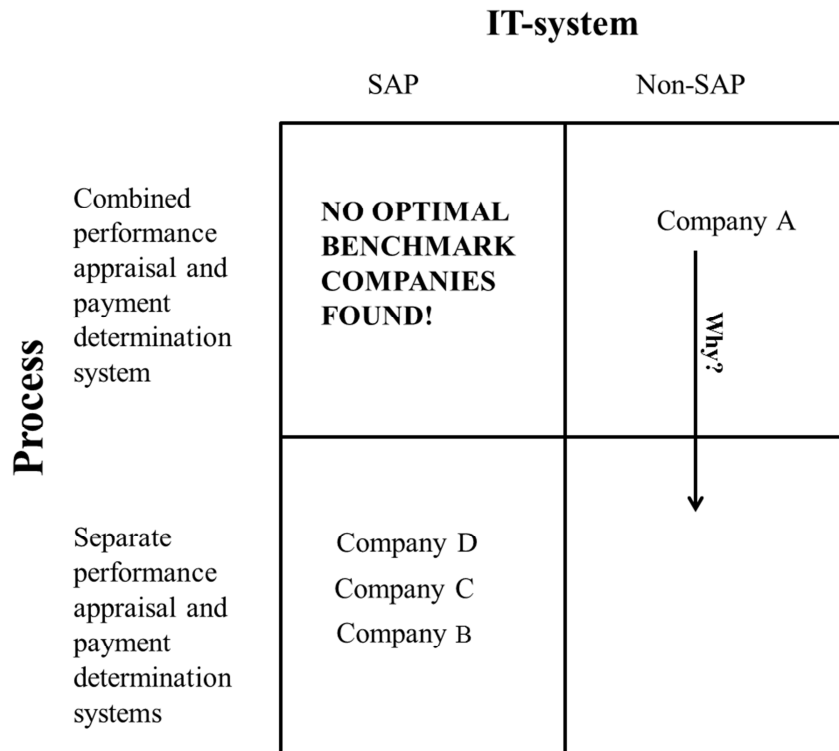 IT-system
SAP
Non-SAP
Process
Combined
performance
appraisal and
payment
determination
system
NO OPTIMAL
BENCHMARK
COMPANIES
FOUND!
Company A
Why?
Separate
performance
appraisal and
payment
determination
systems
Company D
Company C
Company B